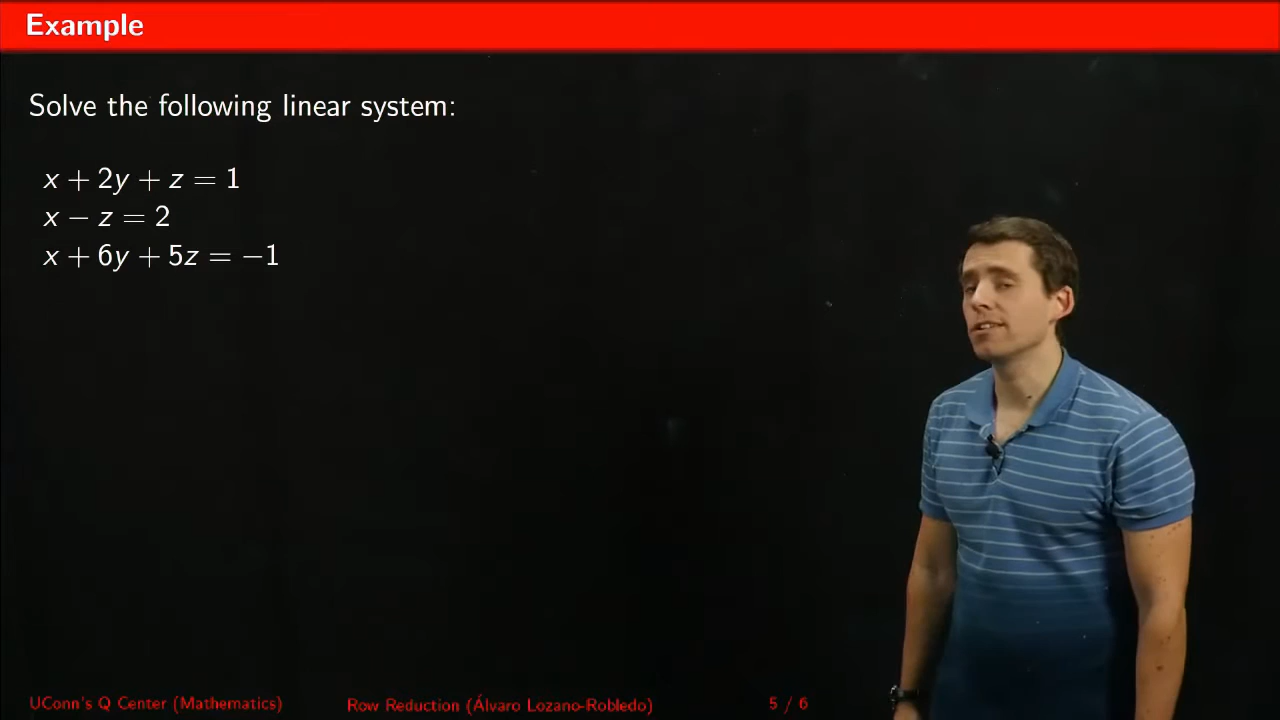 Example
Solve the following linear system:
x + 2y + z = 1
x − z = 2
x + 6y + 5z = −1
UConn's Q Center (Mathematics) Row Reduction (Álvaro Lozano-Robledo) 5 / 6